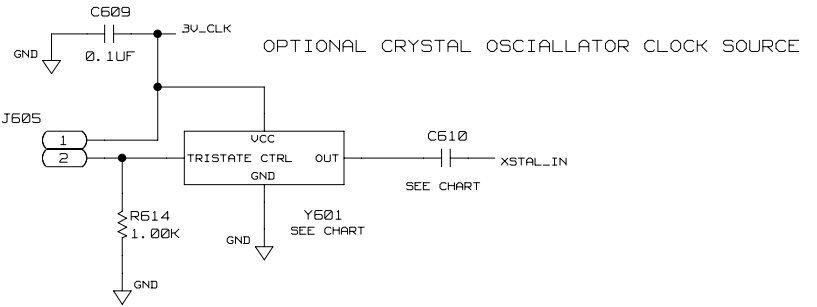 C609
3V_CLK
GND
0.1UF
OPTIONAL CRYSTAL OSCIALLATOR CLOCK SOURCE
J605
1
2
VCC
TRISTATE CTRL
OUT
GND
C610
XSTAL_IN
SEE CHART
R614
1.00K
Y601
SEE CHART
GND
GND